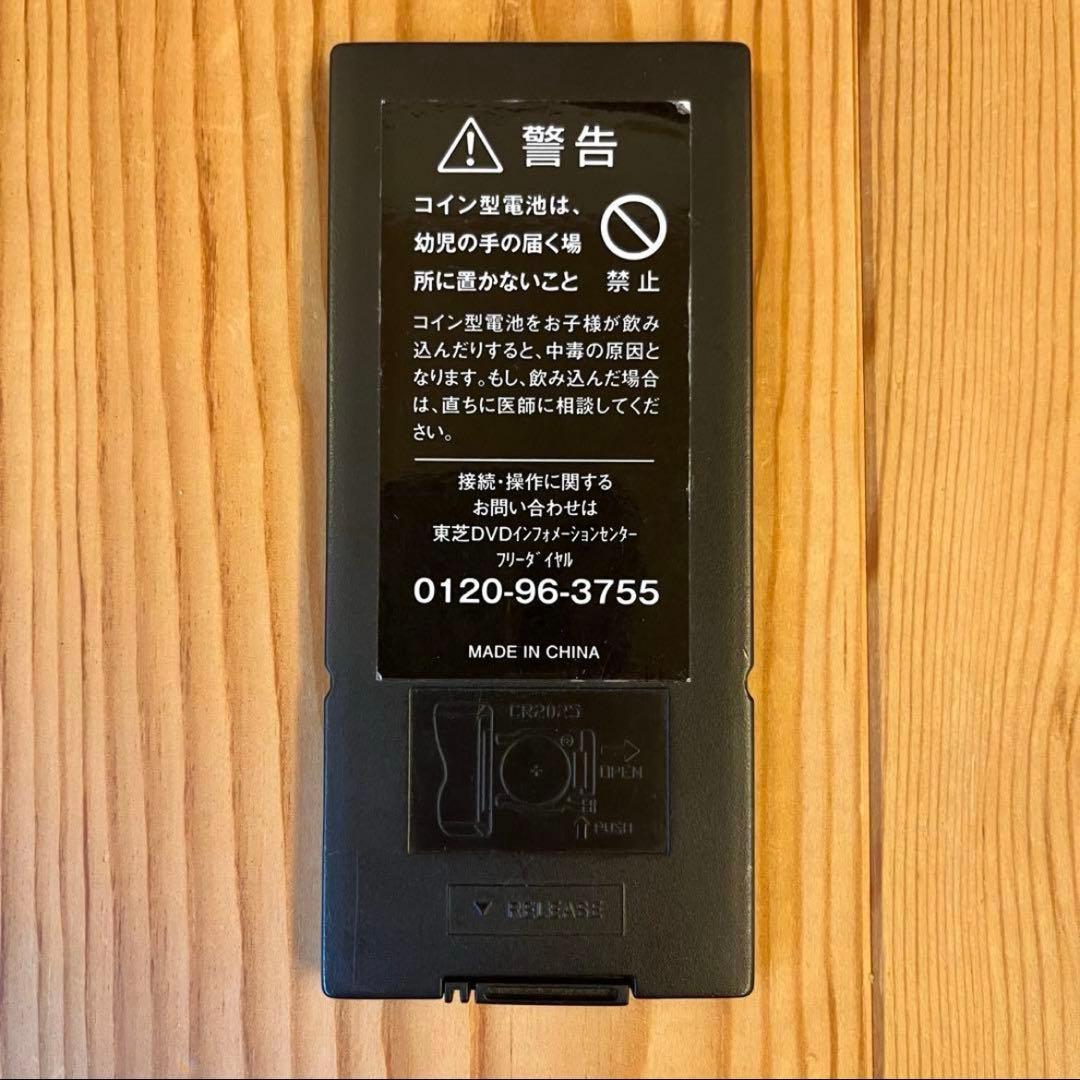 警告
コイン型電池は、
幼児の手の届く場
所に置かないこと
禁止
コイン型電池をお子様が飲み
込んだりすると、中毒の原因と
なります。もし、飲み込んだ場合
は、直ちに医師に相談してくだ
さい。
接続・操作に関する
お問い合わせは
東芝DVDインフォメーションセンター
フリーダイヤル
0120-96-3755
MADE IN CHINA
CR2025
OPEN
PUSH
▼ RELEASE